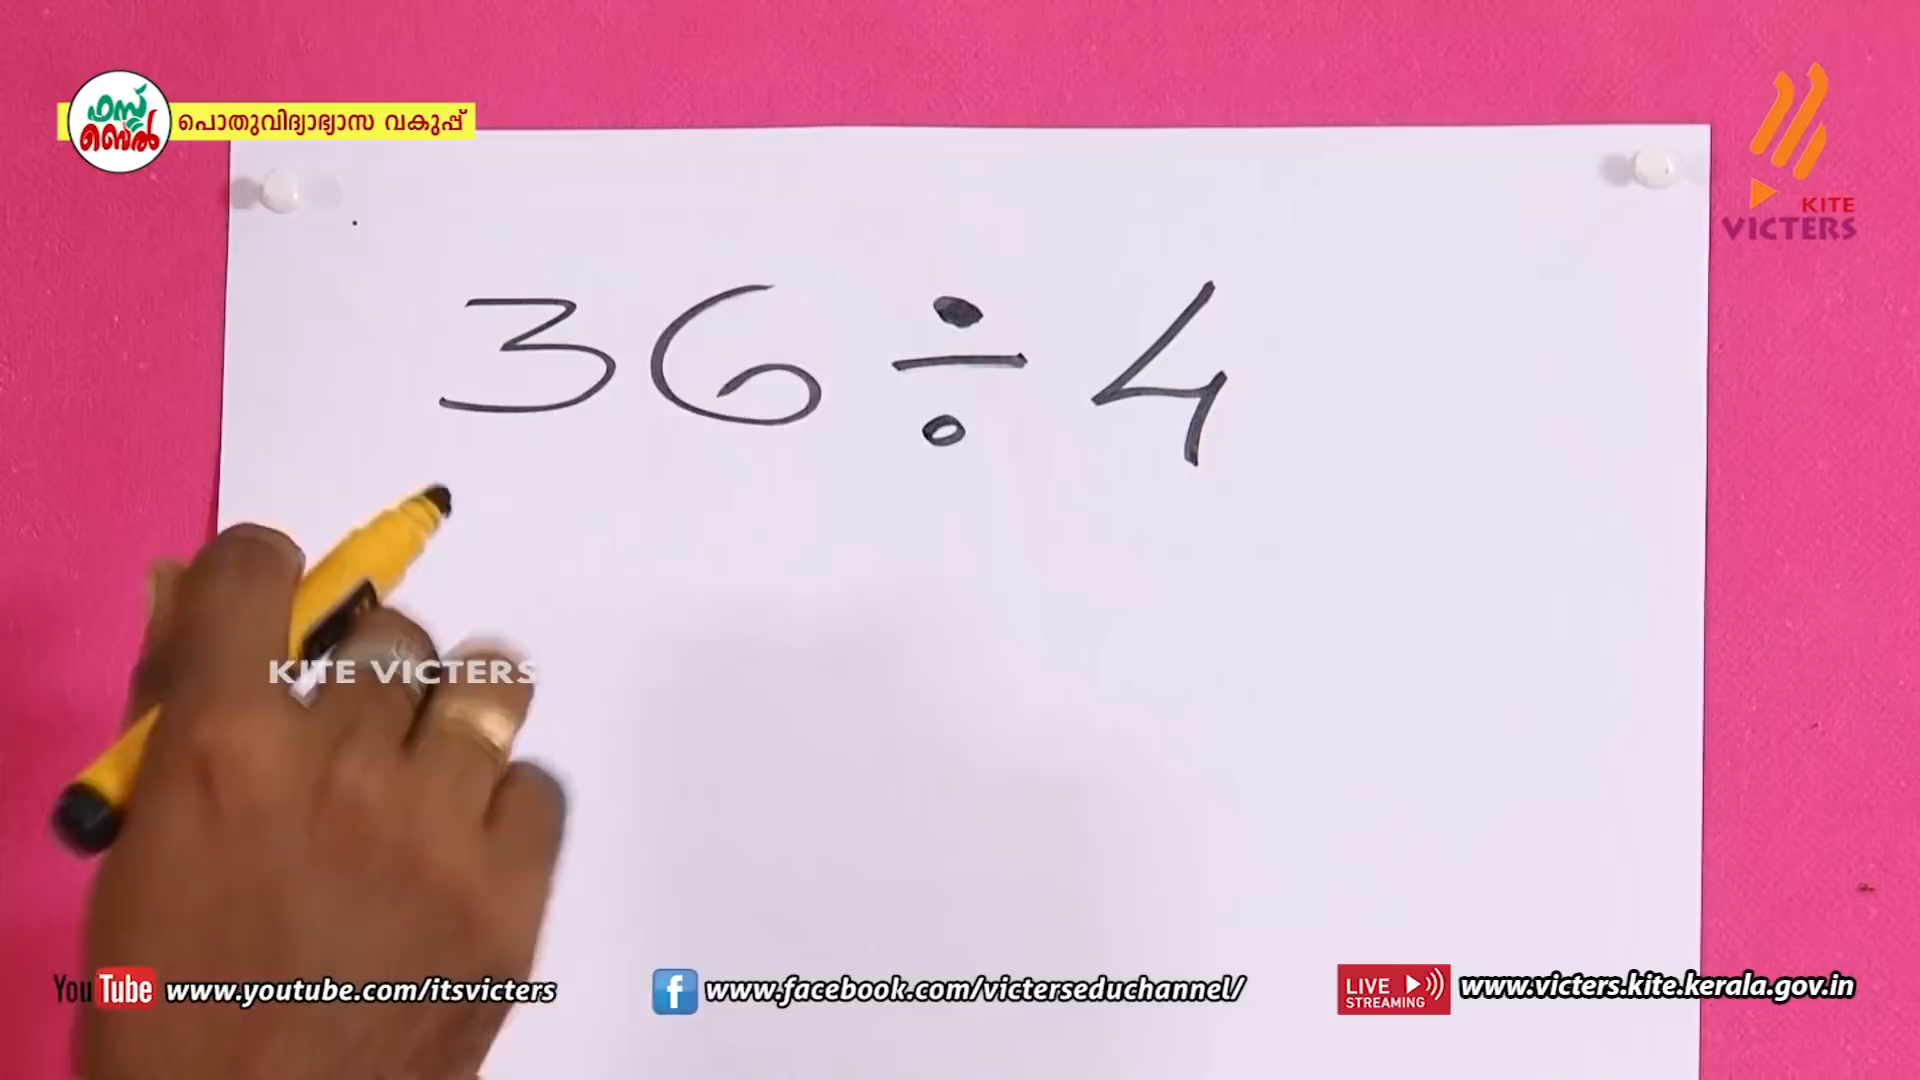 ഫസ്റ്റ്
ബെൽ
പൊതുവിദ്യാഭ്യാസ വകുപ്പ്
KITE
VICTERS
36 ÷ 4
KITE VICTERS
YouTube www.youtube.com/itsvicters
f www.facebook.com/victerseduchannel/
LIVE
STREAMING
www.victers.kite.kerala.gov.in